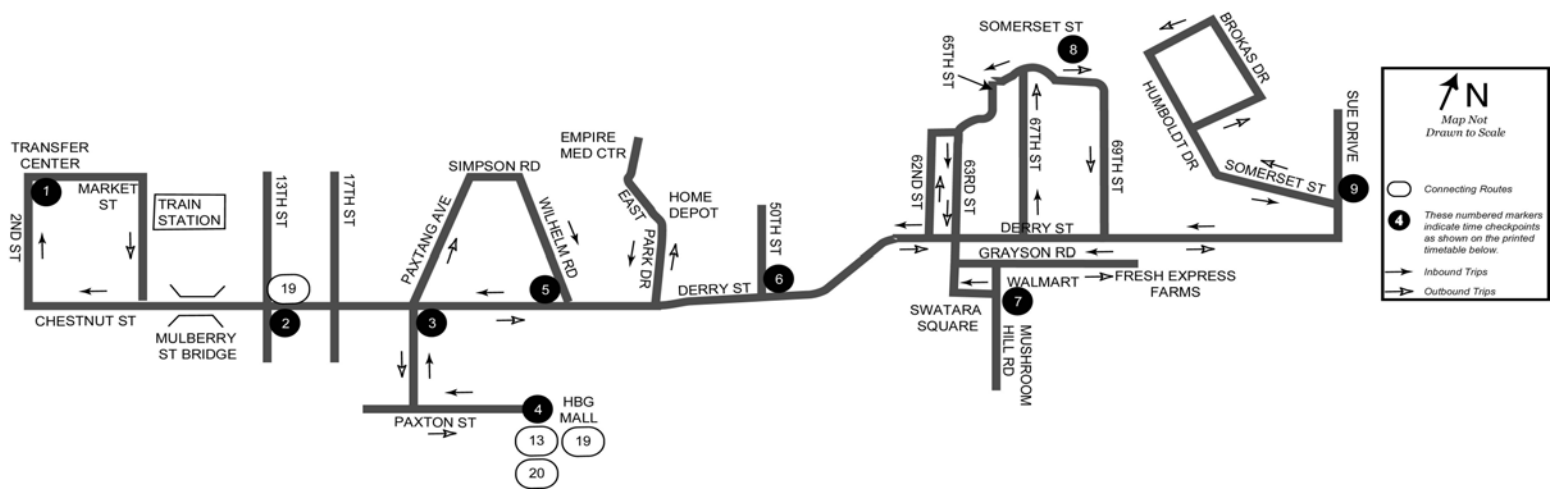 TRANSFER
CENTER
1
MARKET
ST
2ND ST
TRAIN
STATION
CHESTNUT ST
MULBERRY
ST BRIDGE
13TH ST
19
2
17TH ST
PAXTANG AVE
SIMPSON RD
WILHELM RD
3
PAXTON ST
4
HBG
MALL
13
19
20
5
EMPIRE
MED CTR
EAST
PARK DR
HOME
DEPOT
50TH ST
6
DERRY ST
SOMERSET ST
8
65TH ST
62ND ST
63RD ST
67TH ST
69TH ST
DERRY ST
GRAYSON RD
WALMART
FRESH EXPRESS
FARMS
SWATARA
SQUARE
7
MUSHROOM
HILL RD
BROKAS DR
HUMBOLDT DR
SOMERSET ST
SUE DRIVE
9
N
Map Not
Drawn to Scale
Connecting Routes
4
These numbered markers
indicate time checkpoints
as shown on the printed
timetable below.
Inbound Trips
Outbound Trips